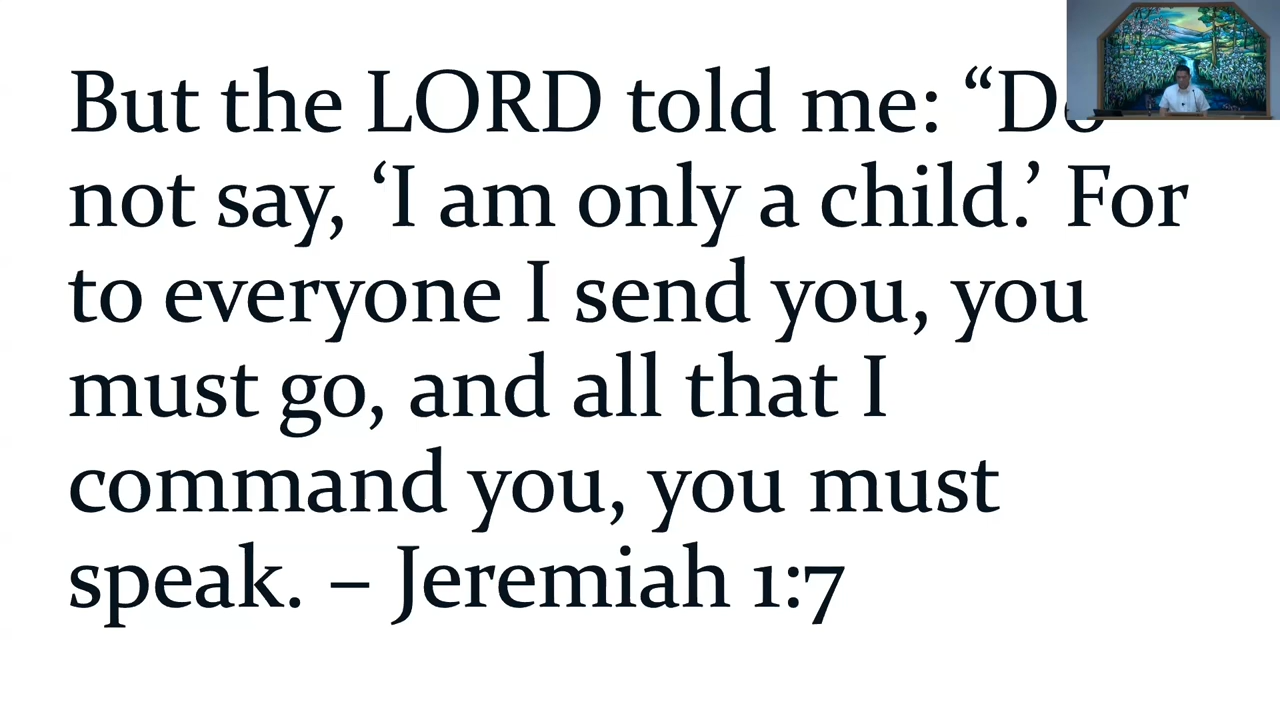 But the LORD told me: “Do
not say, ‘I am only a child.’ For
to everyone I send you, you
must go, and all that I
command you, you must
speak. – Jeremiah 1:7